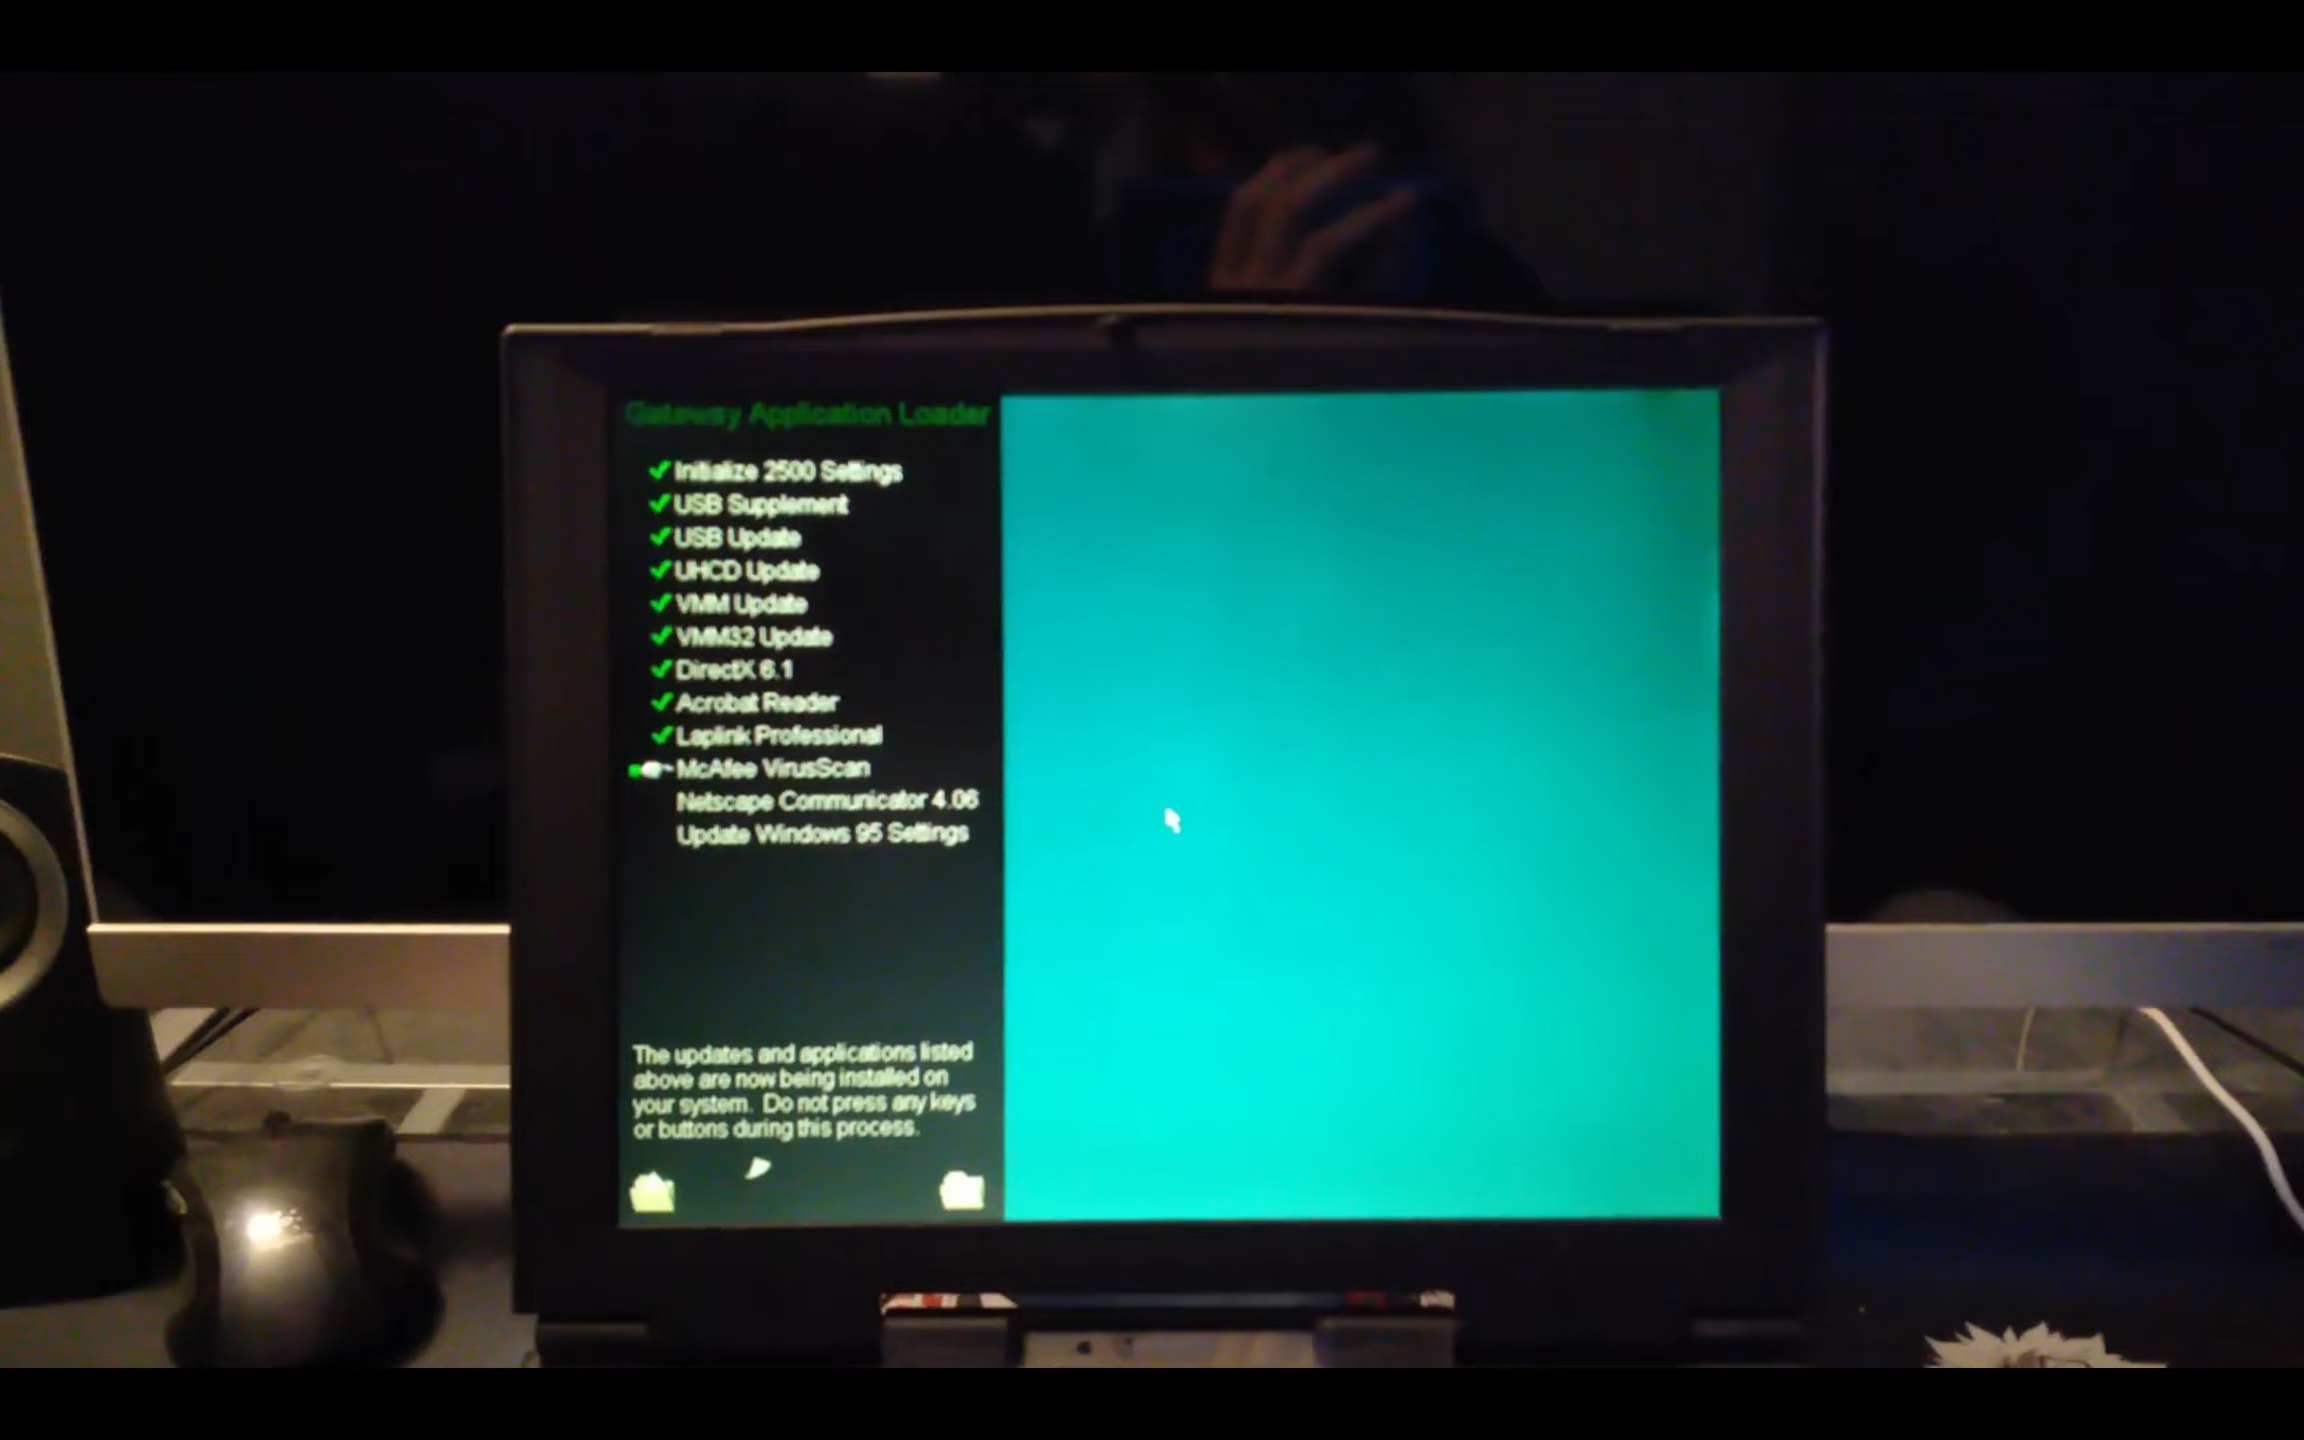 Gateway Application Loader
Initialize 2500 Settings
USB Supplement
USB Update
UHCD Update
VMM Update
VMM32 Update
DirectX 6.1
Acrobat Reader
Laplink Professional
McAfee VirusScan
Netscape Communicator 4.06
Update Windows 95 Settings
The updates and applications listed
above are now being installed on
your system. Do not press any keys
or buttons during this process.